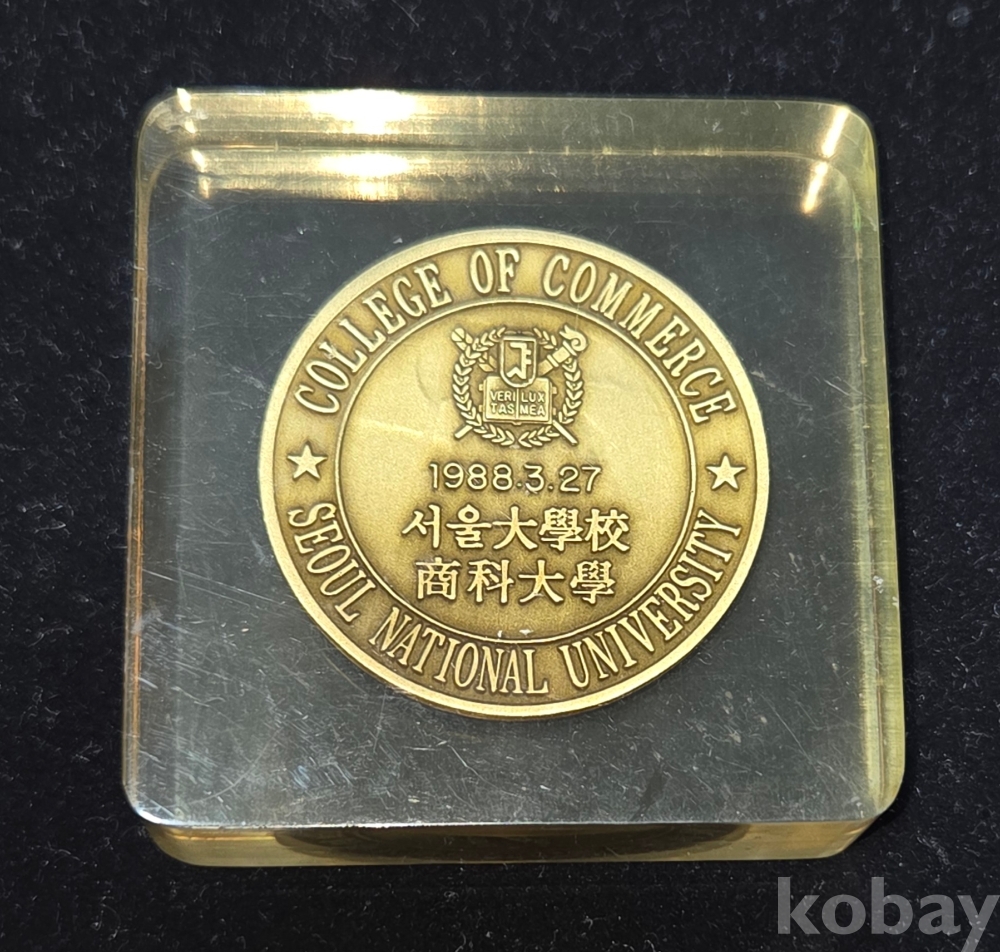 COLLEGE OF COMMERCE
VERI LUX
TAS MEA
1988.3.27
서울大學校
商科大學
SEOUL NATIONAL UNIVERSITY
kobay